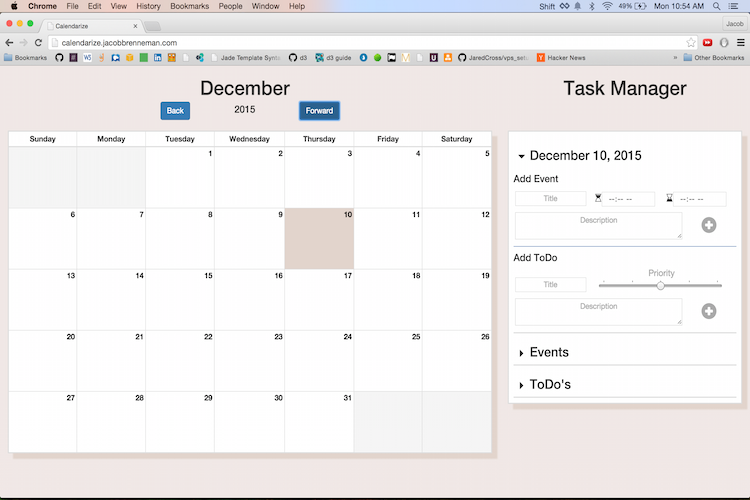 Chrome File Edit View History Bookmarks People Window Help Shift 49% Mon 10:54 AM
Calendarize Jacob
calendarize.jacobbrenneman.com
Bookmarks W5 Jade Template Synt d3 d3 guide U JaredCross/vps_set Hacker News » Other Bookmarks
December
2015
Back
Forward
Task Manager
Sunday Monday Tuesday Wednesday Thursday Friday Saturday
1 2 3 4 5
6 7 8 9 10 11 12
13 14 15 16 17 18 19
20 21 22 23 24 25 26
27 28 29 30 31
December 10, 2015
Add Event
Title --:-- -- --:-- --
Description
Add ToDo
Priority
Title
Description
Events
ToDo's